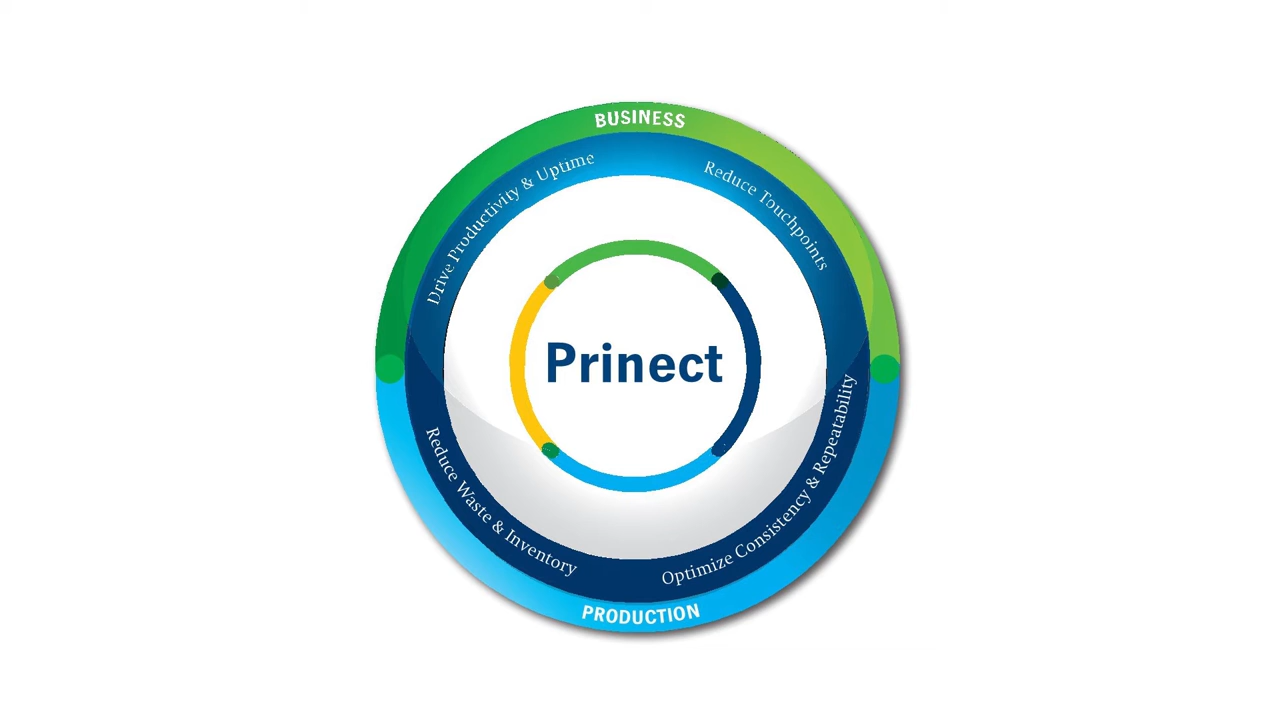 BUSINESS
Drive Productivity & Uptime
Reduce Touchpoints
Prinect
Reduce Waste & Inventory
Optimize Consistency & Repeatability
PRODUCTION